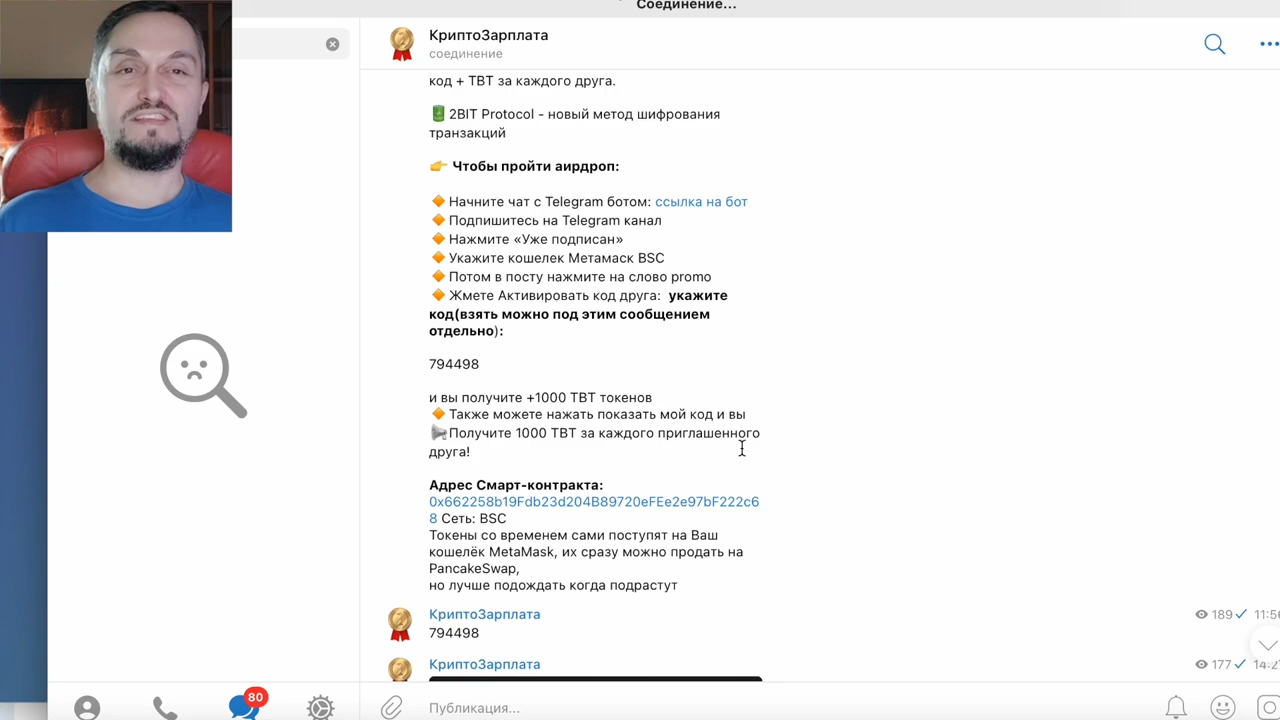 Соединение...
КриптоЗарплата
соединение
код + ТВТ за каждого друга.
2BIT Protocol - новый метод шифрования
транзакций
Чтобы пройти аирдроп:
Начните чат с Telegram ботом: ссылка на бот
Подпишитесь на Telegram канал
Нажмите «Уже подписан»
Укажите кошелек Метамаск BSC
Потом в посту нажмите на слово promo
Жмете Активировать код друга: укажите
код(взять можно под этим сообщением
отдельно):
794498
и вы получите +1000 ТВТ токенов
Также можете нажать показать мой код и вы
Получите 1000 ТВТ за каждого приглашенного
друга!
Адрес Смарт-контракта:
0x662258b19Fdb23d204B89720eFEe2e97bF222c6
8 Сеть: BSC
Токены со временем сами поступят на Ваш
кошелёк MetaMask, их сразу можно продать на
PancakeSwap,
но лучше подождать когда подрастут
КриптоЗарплата 189
794498
КриптоЗарплата 177
80
Публикация...